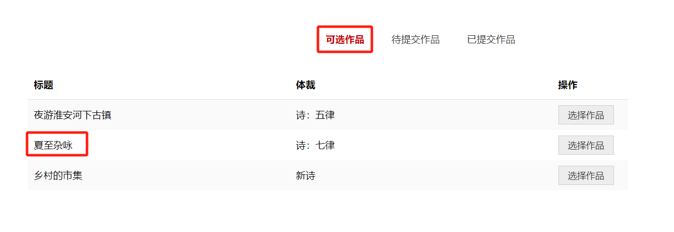 可选作品 待提交作品 已提交作品
标题 体裁 操作
夜游淮安河下古镇 诗：五律 选择作品
夏至杂咏 诗：七律 选择作品
乡村的市集 新诗 选择作品